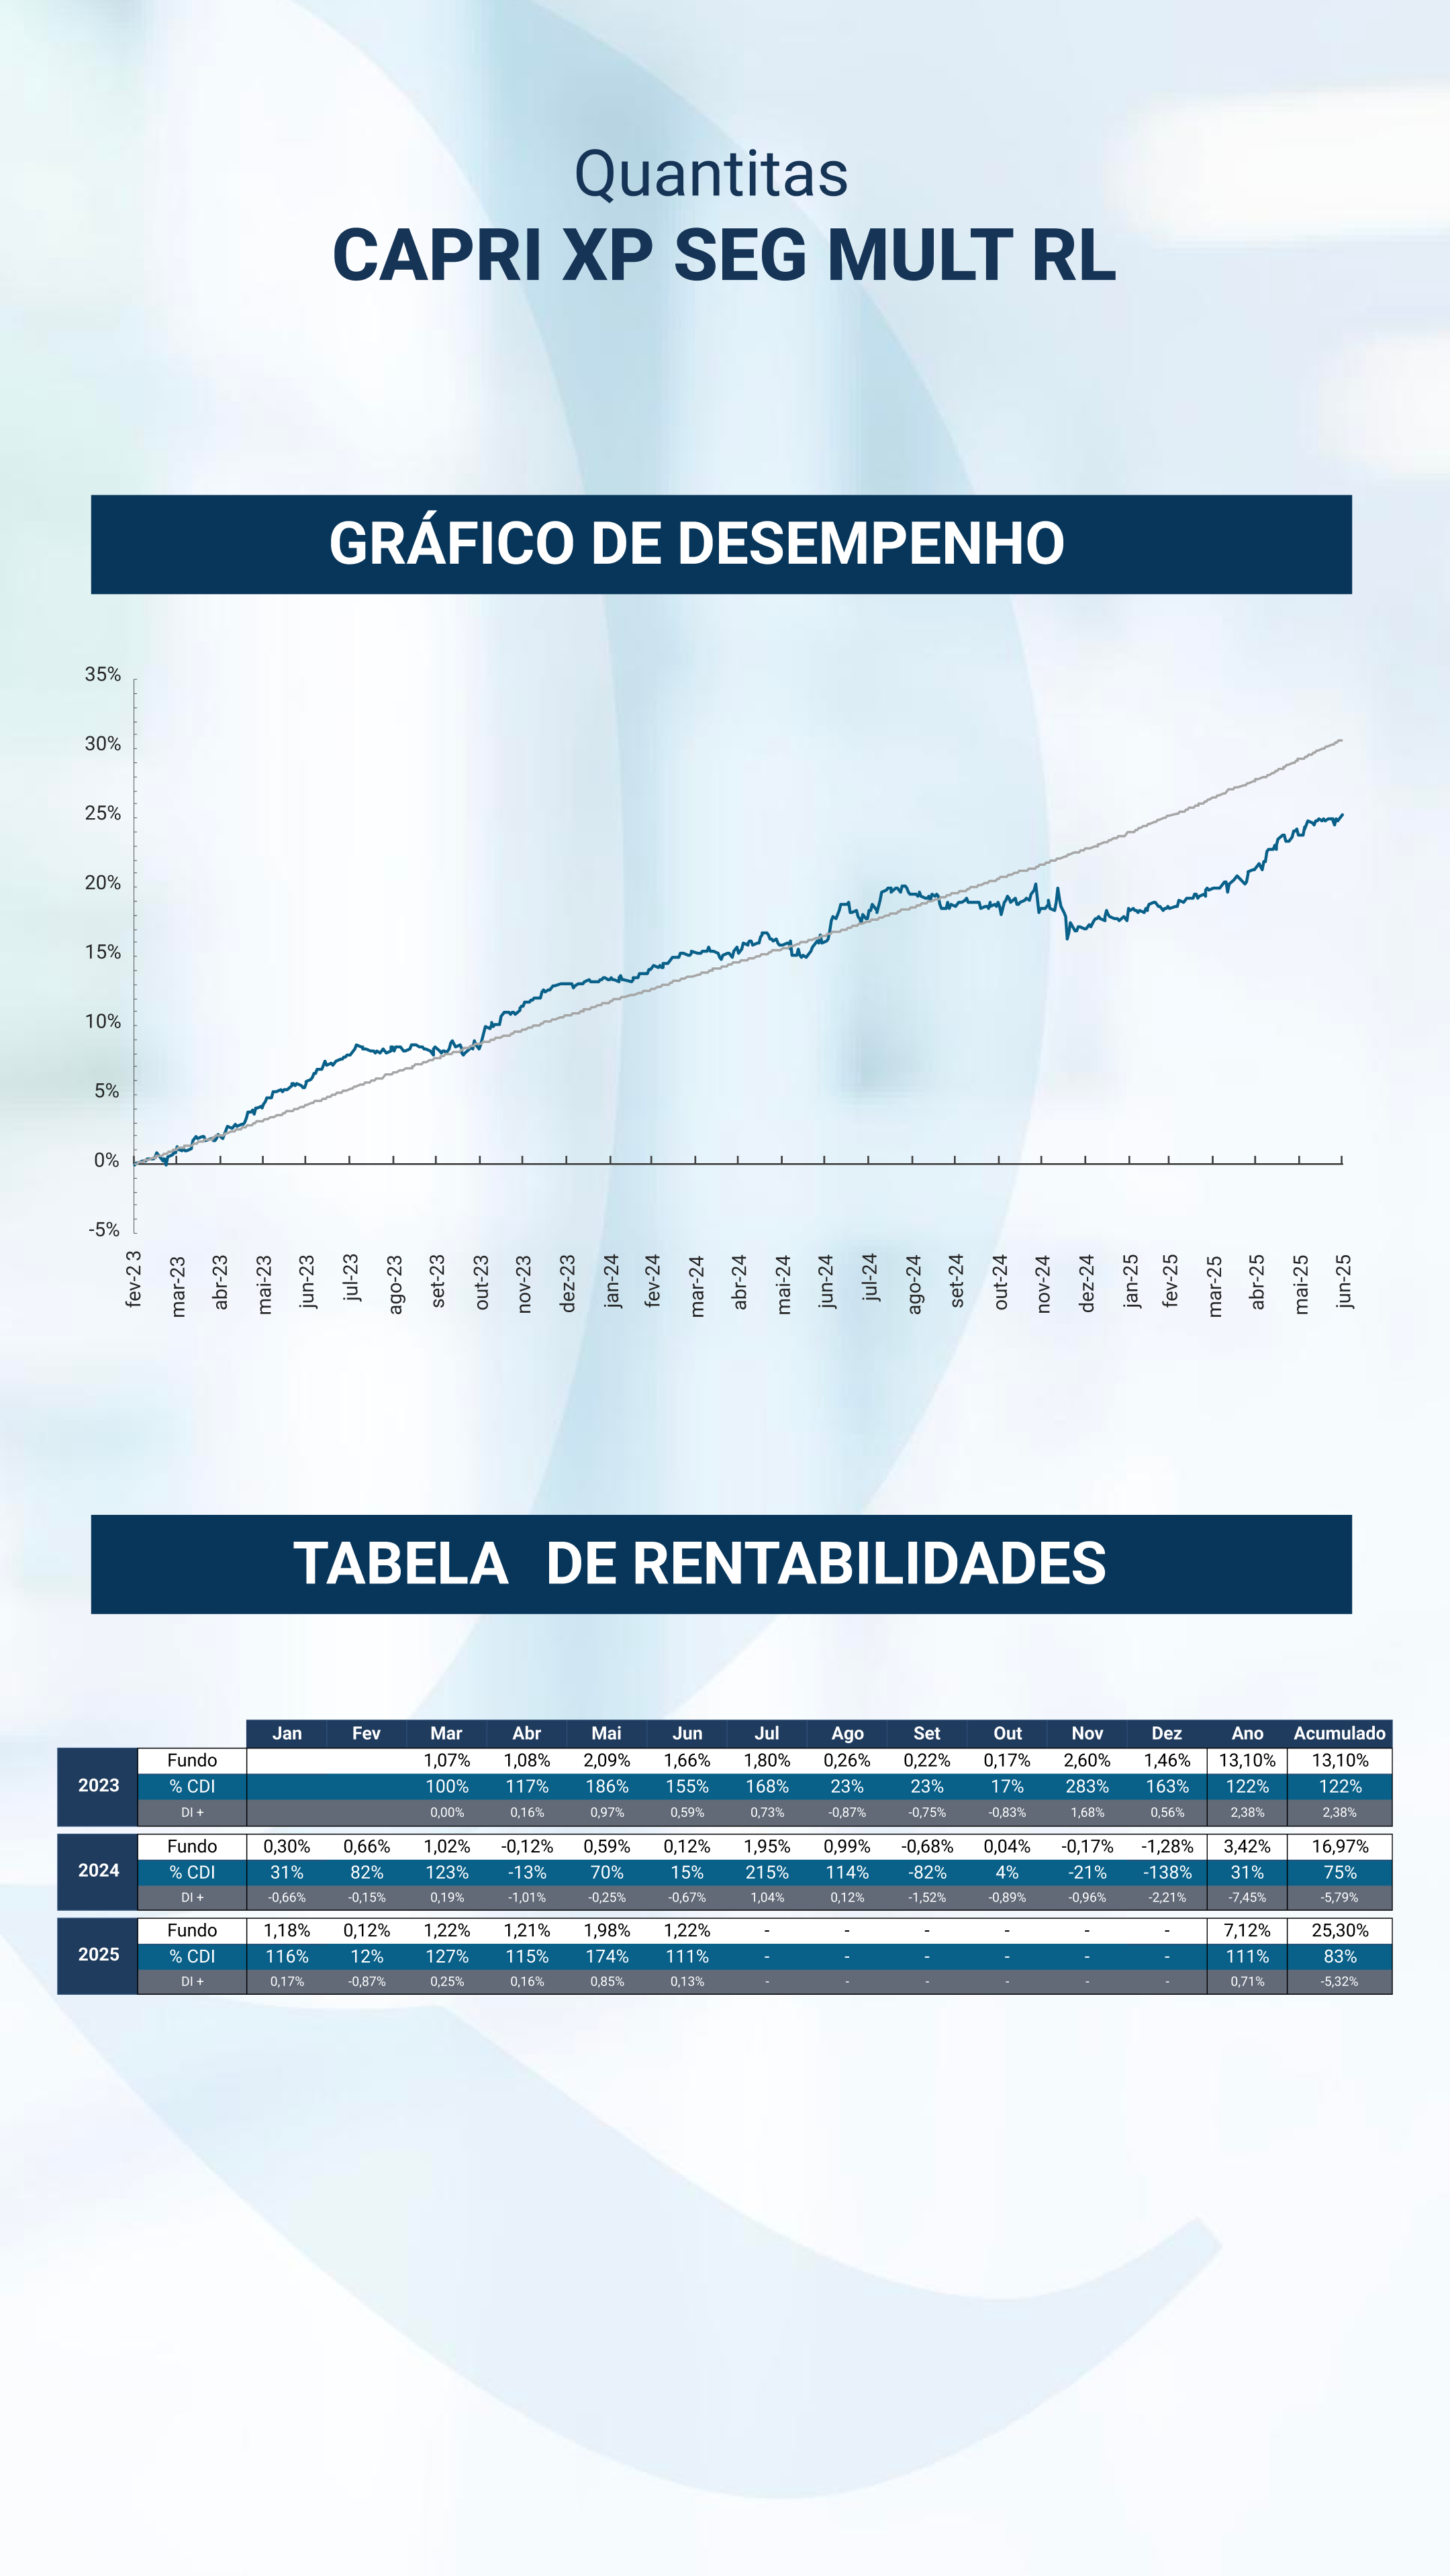 Quantitas
CAPRI XP SEG MULT RL
GRÁFICO DE DESEMPENHO
35%
30%
25%
20%
15%
10%
5%
0%
-5%
fev-23 mar-23 abr-23 mai-23 jun-23 jul-23 ago-23 set-23 out-23 nov-23 dez-23 jan-24 fev-24 mar-24 abr-24 mai-24 jun-24 jul-24 ago-24 set-24 out-24 nov-24 dez-24 jan-25 fev-25 mar-25 abr-25 mai-25 jun-25
TABELA DE RENTABILIDADES
Jan Fev Mar Abr Mai Jun Jul Ago Set Out Nov Dez Ano Acumulado
2023
Fundo 1,07% 1,08% 2,09% 1,66% 1,80% 0,26% 0,22% 0,17% 2,60% 1,46% 13,10% 13,10%
% CDI 100% 117% 186% 155% 168% 23% 23% 17% 283% 163% 122% 122%
DI + 0,00% 0,16% 0,97% 0,59% 0,73% -0,87% -0,75% -0,83% 1,68% 0,56% 2,38% 2,38%
2024
Fundo 0,30% 0,66% 1,02% -0,12% 0,59% 0,12% 1,95% 0,99% -0,68% 0,04% -0,17% -1,28% 3,42% 16,97%
% CDI 31% 82% 123% -13% 70% 15% 215% 114% -82% 4% -21% -138% 31% 75%
DI + -0,66% -0,15% 0,19% -1,01% -0,25% -0,67% 1,04% 0,12% -1,52% -0,89% -0,96% -2,21% -7,45% -5,79%
2025
Fundo 1,18% 0,12% 1,22% 1,21% 1,98% 1,22% - - - - - - 7,12% 25,30%
% CDI 116% 12% 127% 115% 174% 111% - - - - - - 111% 83%
DI + 0,17% -0,87% 0,25% 0,16% 0,85% 0,13% - - - - - - 0,71% -5,32%